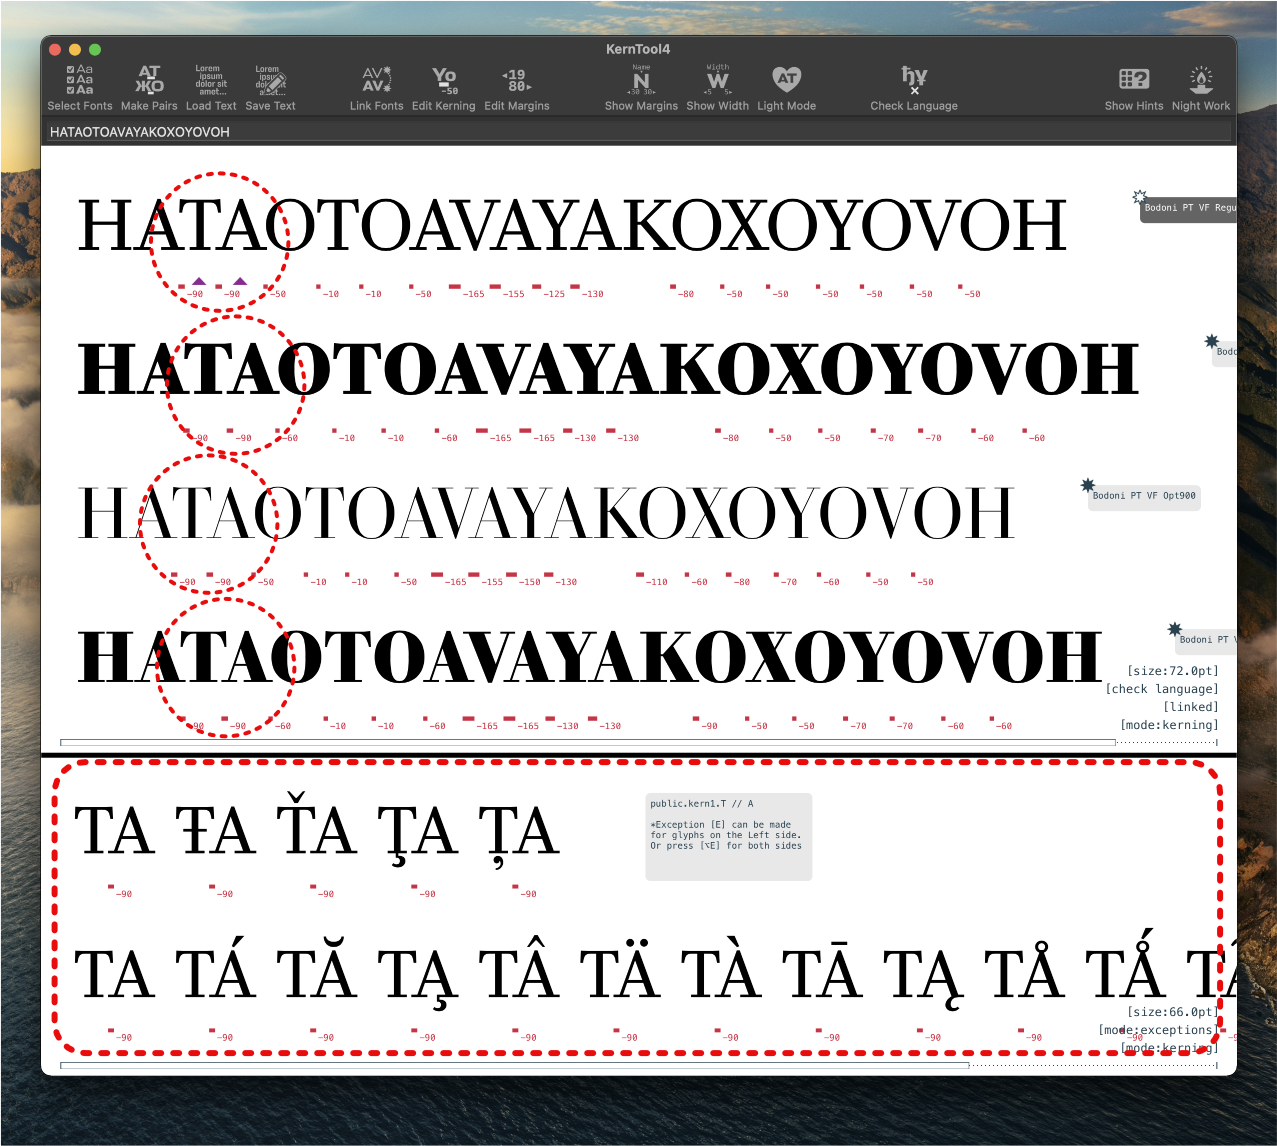 KernTool4
Select Fonts Make Pairs Load Text Save Text Link Fonts Edit Kerning Edit Margins Show Margins Show Width Light Mode Check Language Show Hints Night Work
HATAOTOAVAYAKOXOYOVOH
HATAOTOAVAYAKOXOYOVOH
Bodoni PT VF Regu
-90 -90 -50 -10 -10 -50 -165 -155 -125 -130 -80 -50 -50 -50 -50 -50 -50
HATAOTOAVAYAKOXOYOVOH
Bodo
-90 -90 -60 -10 -10 -60 -165 -165 -130 -130 -80 -50 -50 -70 -70 -60 -60
HATAOTOAVAYAKOXOYOVOH
Bodoni PT VF Opt900
-90 -90 -50 -10 -10 -50 -165 -155 -150 -130 -110 -60 -80 -70 -60 -50 -50
HATAOTOAVAYAKOXOYOVOH
Bodoni PT V
[size:72.0pt]
[check language]
[linked]
[mode:kerning]
-90 -90 -60 -10 -10 -60 -165 -165 -130 -130 -90 -50 -50 -70 -70 -60 -60
TA ŦA ŤA ŢA ȚA
public.kern1.T // A
*Exception [E] can be made
for glyphs on the Left side.
Or press [⌥E] for both sides
-90 -90 -90 -90 -90
TA TÁ TĂ TA̧ TÂ TÄ TÀ TĀ TĄ TÅ TǺ
[size:66.0pt]
[mode:exceptions]
[mode:kerning]
-90 -90 -90 -90 -90 -90 -90 -90 -90 -90 -90